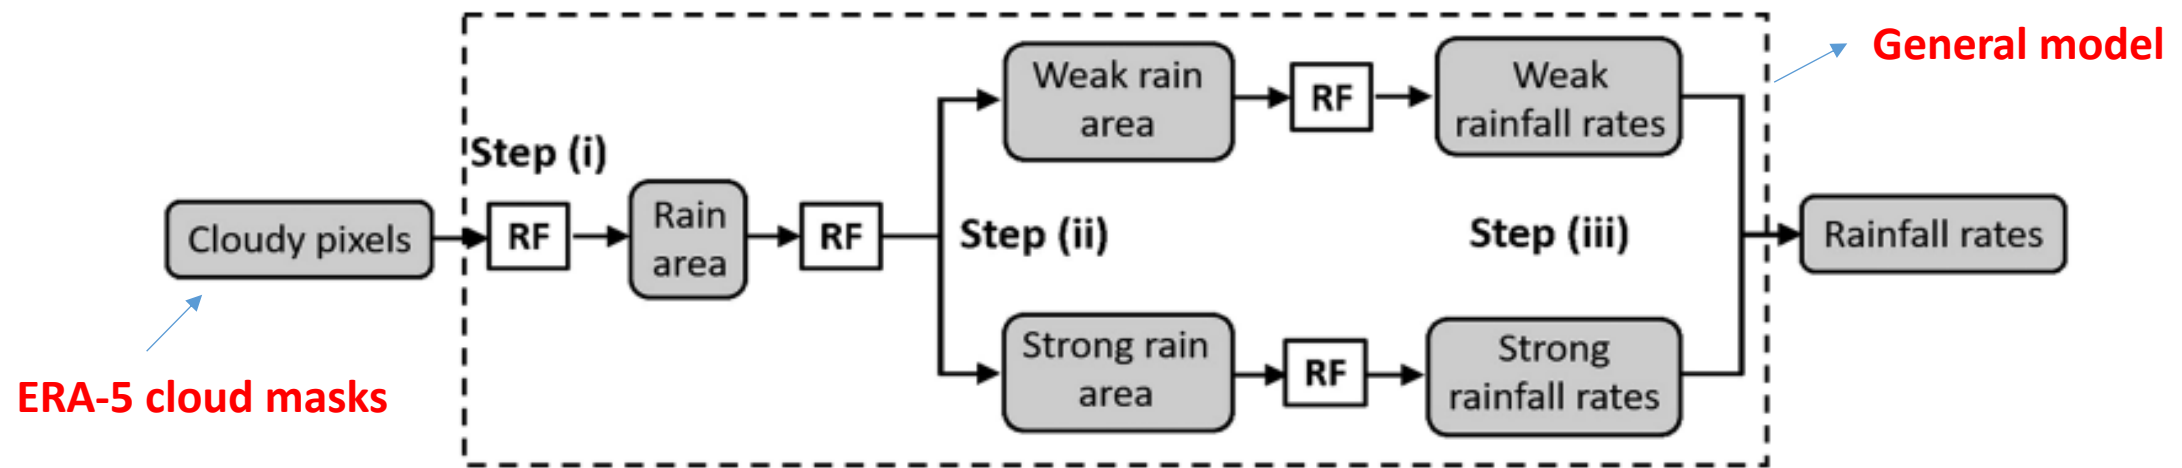 General model
Weak rain
area
RF
Weak
rainfall rates
Step (i)
Cloudy pixels
RF
Rain
area
RF
Step (ii)
Step (iii)
Rainfall rates
Strong rain
area
RF
Strong
rainfall rates
ERA-5 cloud masks